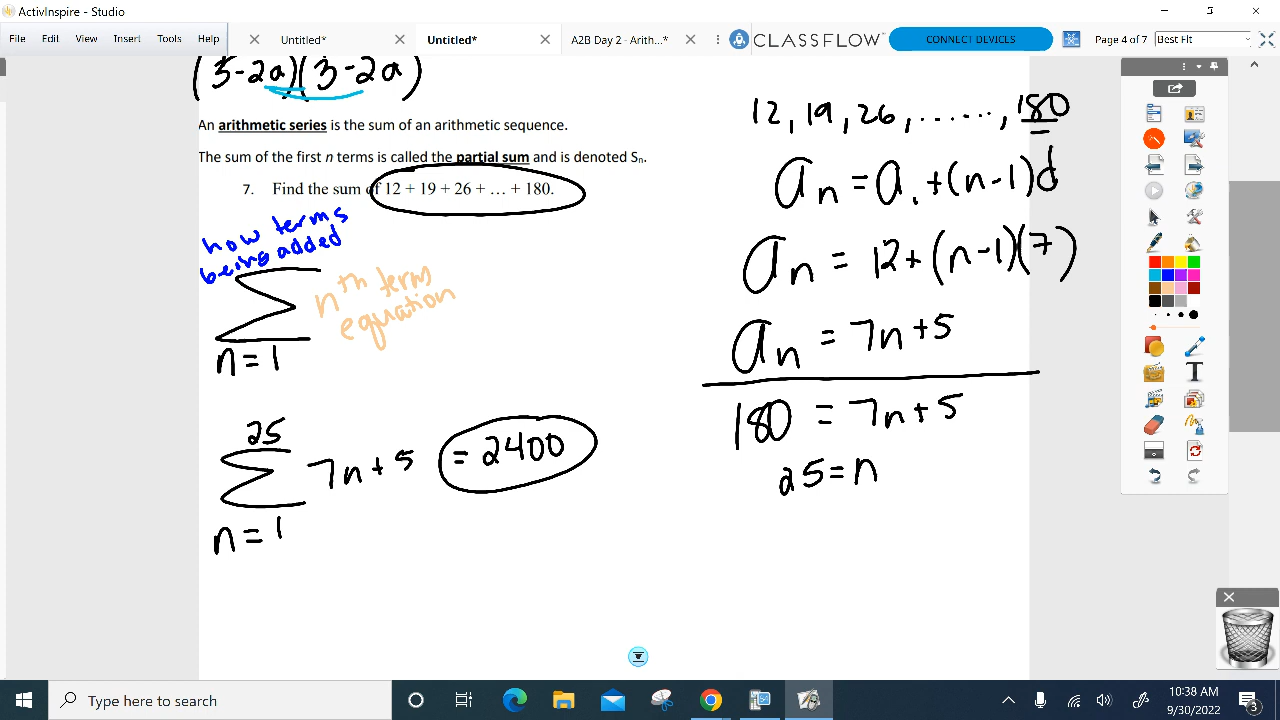 ActivInspire - Studio
File Edit View Insert Tools Help
Untitled*
Untitled*
A2B Day 2 - Arith...*
CLASSFLOW
CONNECT DEVICES
Page 4 of 7
Best Fit
(3-2a)(3-2a)
An arithmetic series is the sum of an arithmetic sequence.
The sum of the first n terms is called the partial sum and is denoted Sn.
7. Find the sum of 12 + 19 + 26 + … + 180.
how terms
being added
Σ
nth term
equation
n = 1
25
Σ 7n + 5 = 2400
n = 1
12, 19, 26, ......, 180
an = a1 + (n-1)d
an = 12 + (n-1)(7)
an = 7n + 5
180 = 7n + 5
25 = n
T
Type here to search
10:38 AM
9/30/2022
3